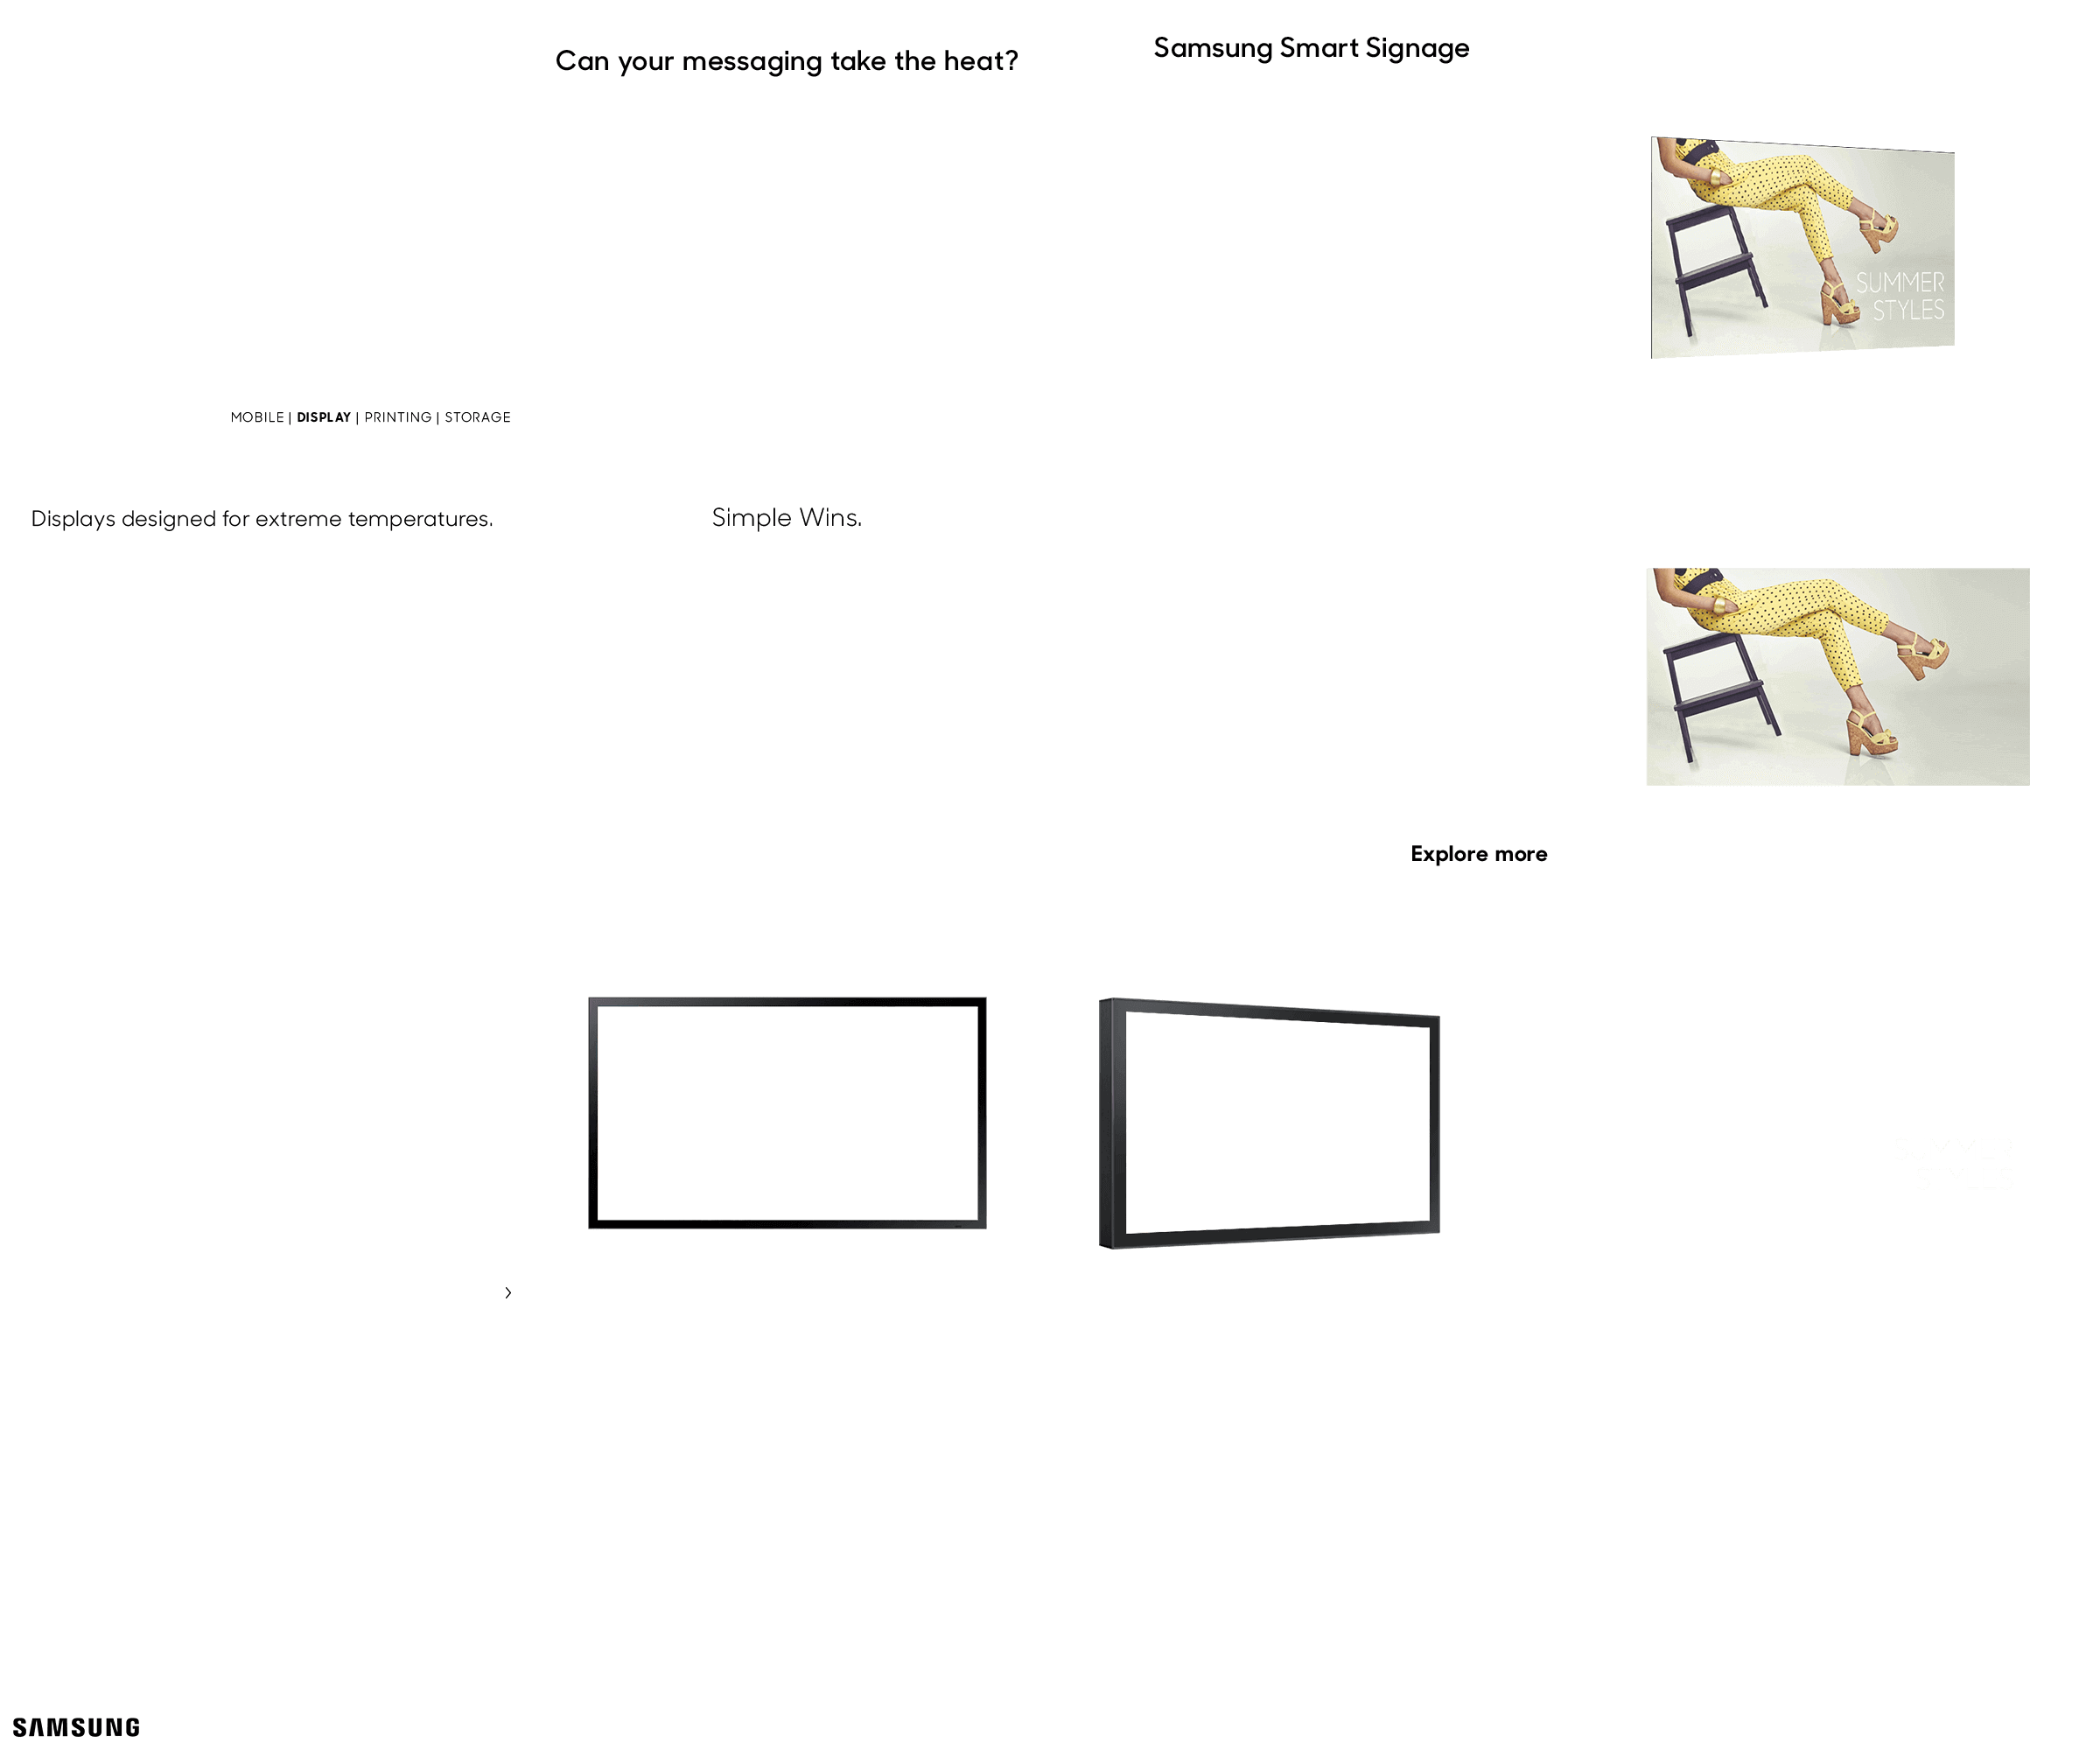 Can your messaging take the heat?
Samsung Smart Signage
SUMMER
STYLES
MOBILE | DISPLAY | PRINTING | STORAGE
Displays designed for extreme temperatures.
Simple Wins.
Explore more
›
SAMSUNG